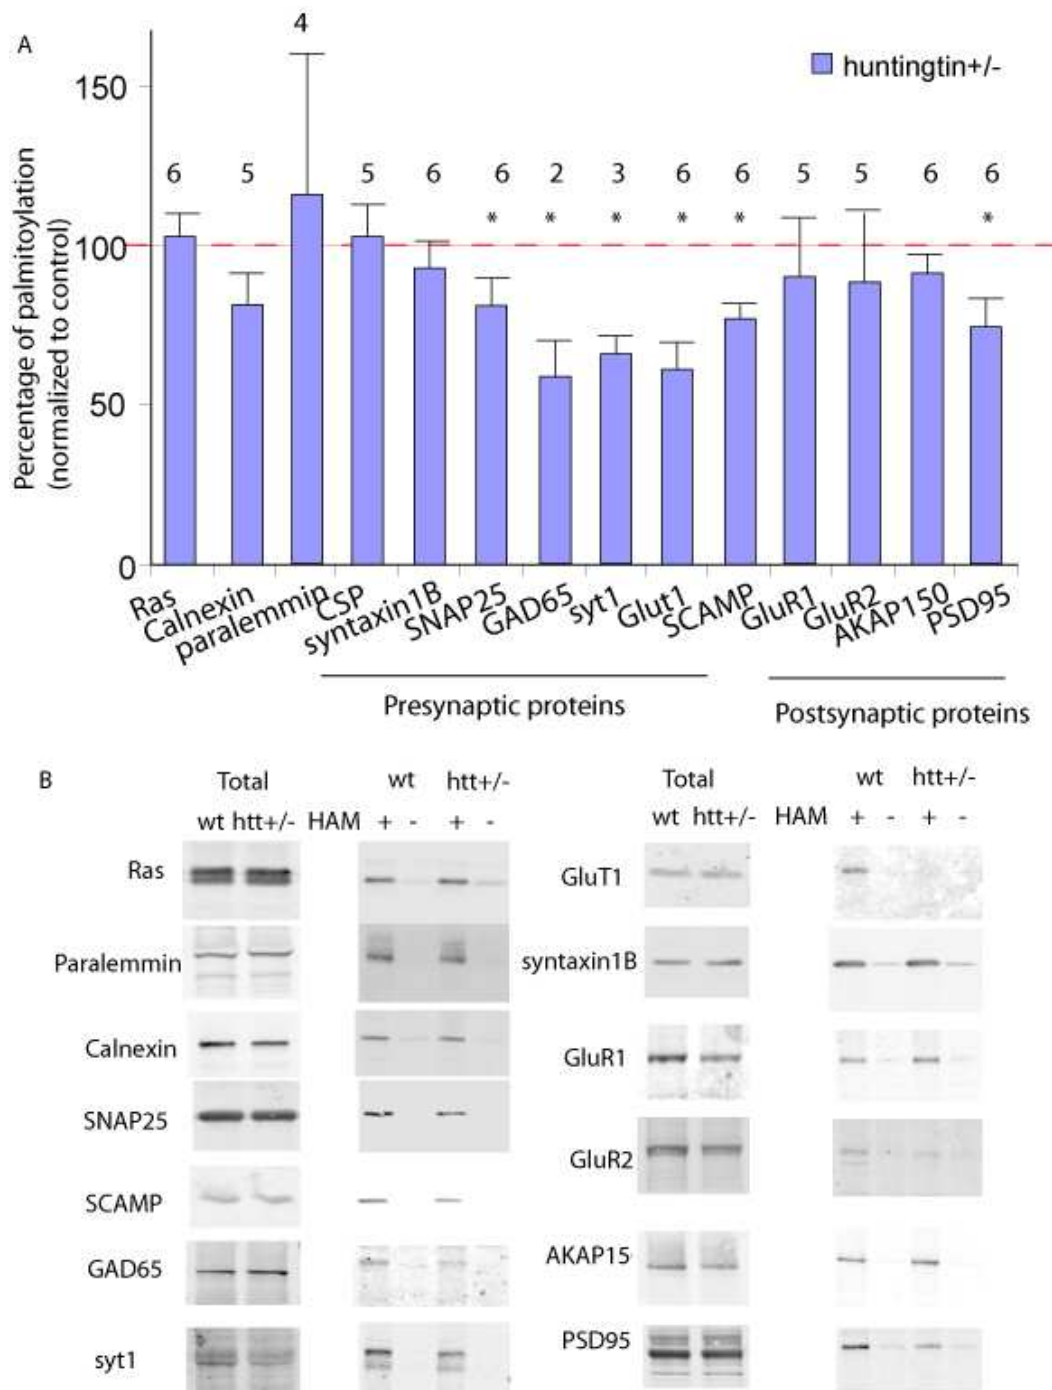 A
4
huntingtin+/-
150
6 5 5 6 6 2 3 6 6 5 5 6 6
* * * * * *
100
50
0
Percentage of palmitoylation
(normalized to control)
Ras Calnexin paralemmin CSP syntaxin1B SNAP25 GAD65 syt1 Glut1 SCAMP GluR1 GluR2 AKAP150 PSD95
Presynaptic proteins Postsynaptic proteins
B
Total wt htt+/-
wt htt+/- HAM + - + -
Ras
Paralemmin
Calnexin
SNAP25
SCAMP
GAD65
syt1
Total wt htt+/-
wt htt+/- HAM + - + -
GluT1
syntaxin1B
GluR1
GluR2
AKAP15
PSD95